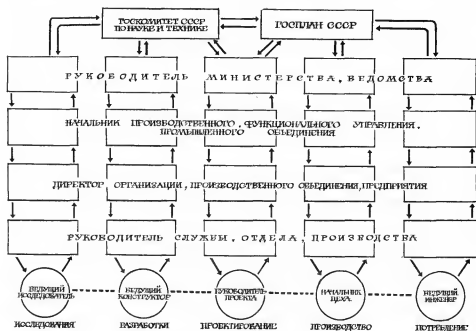 ГОСКОМИТЕТ СССР
ПО НАУКЕ И ТЕХНИКЕ
ГОСПЛАН СССР
РУКОВОДИТЕЛЬ МИНИСТЕРСТВА, ВЕДОМСТВА
НАЧАЛЬНИК ПРОИЗВОДСТВЕННОГО, ФУНКЦИОНАЛЬНОГО УПРАВЛЕНИЯ,
ПРОМЫШЛЕННОГО ОБЪЕДИНЕНИЯ
ДИРЕКТОР ОРГАНИЗАЦИИ, ПРОИЗВОДСТВЕННОГО ОБЪЕДИНЕНИЯ, ПРЕДПРИЯТИЯ
РУКОВОДИТЕЛЬ СЛУЖБЫ, ОТДЕЛА, ПРОИЗВОДСТВА
ВЕДУЩИЙ
ИССЛЕДОВАТЕЛЬ
ВЕДУЩИЙ
КОНСТРУКТОР
РУКОВОДИТЕЛЬ
ПРОЕКТА
НАЧАЛЬНИК
ЦЕХА
ВЕДУЩИЙ
ИНЖЕНЕР
ИССЛЕДОВАНИЯ
РАЗРАБОТКИ
ПРОЕКТИРОВАНИЕ
ПРОИЗВОДСТВО
ПОТРЕБЛЕНИЕ